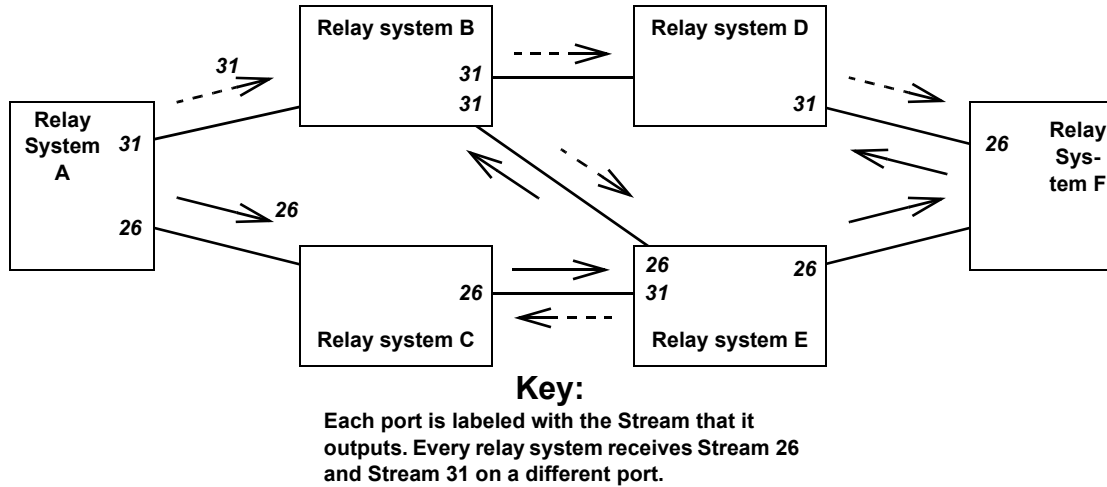 Relay system B
Relay system D
31
31
31
31
Relay
System
A
31
26
Relay
Sys-
tem F
26
26
26
26
31
26
Relay system C
Relay system E
Key:
Each port is labeled with the Stream that it
outputs. Every relay system receives Stream 26
and Stream 31 on a different port.